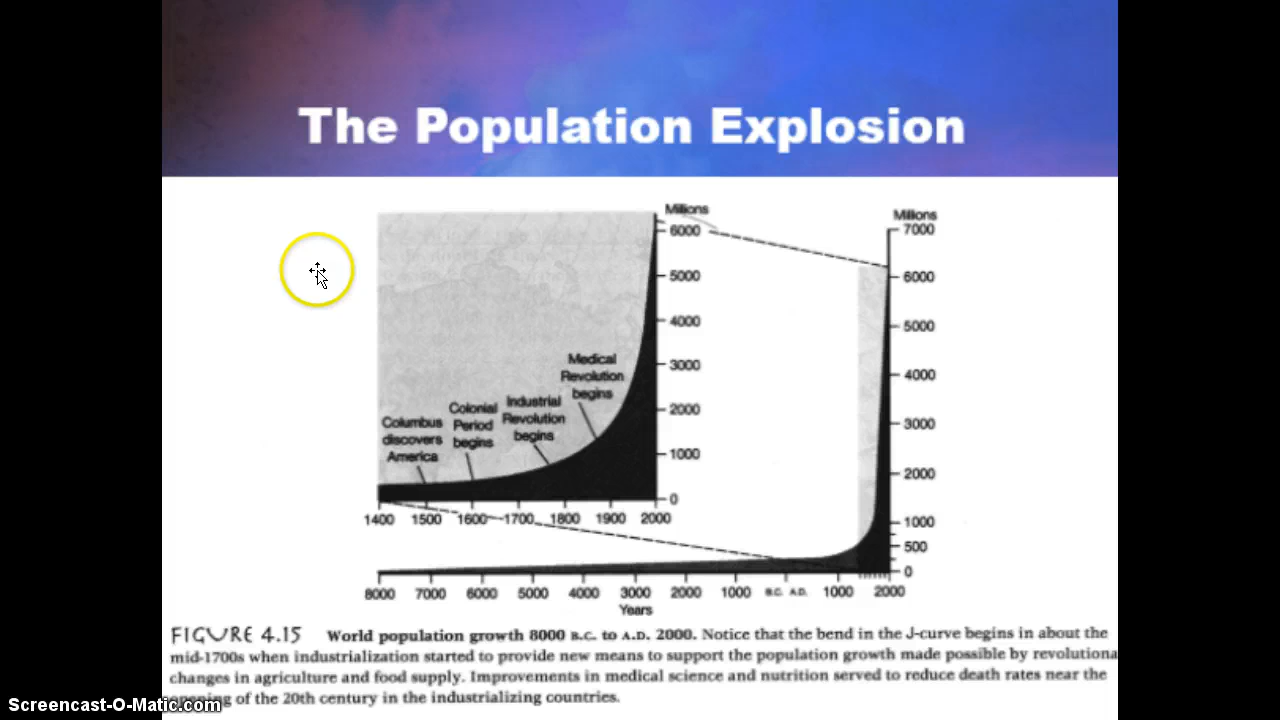 The Population Explosion
Millions
6000
5000
4000
3000
2000
1000
0
Medical
Revolution
begins
Industrial
Revolution
begins
Colonial
Period
begins
Columbus
discovers
America
1400 1500 1600 1700 1800 1900 2000
Millions
7000
6000
5000
4000
3000
2000
1000
500
0
8000 7000 6000 5000 4000 3000 2000 1000 B.C. A.D. 1000 2000
Years
FIGURE 4.15 World population growth 8000 B.C. to A.D. 2000. Notice that the bend in the J-curve begins in about the
mid-1700s when industrialization started to provide new means to support the population growth made possible by revolutiona
changes in agriculture and food supply. Improvements in medical science and nutrition served to reduce death rates near the
of the 20th century in the industrializing countries.
Screencast-O-Matic.com